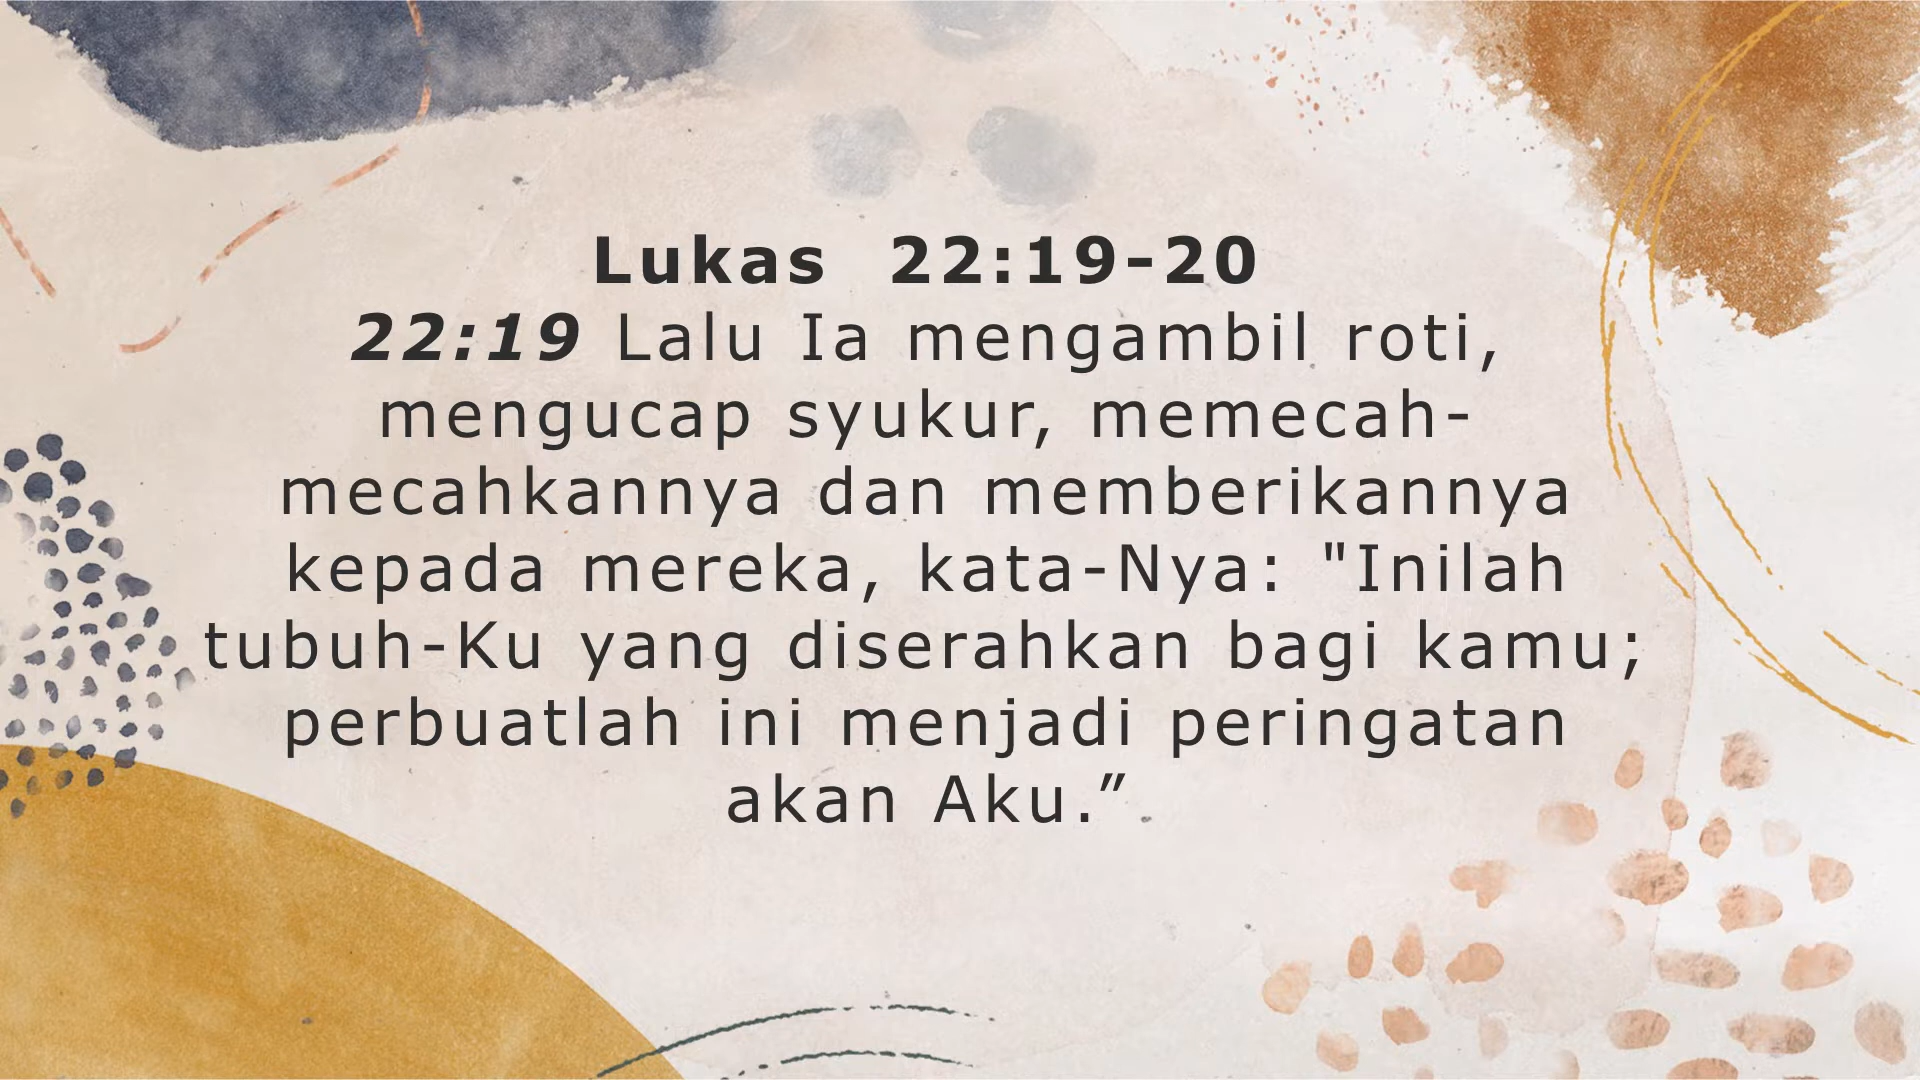 Lukas 22:19-20
22:19 Lalu Ia mengambil roti,
mengucap syukur, memecah-
mecahkannya dan memberikannya
kepada mereka, kata-Nya: "Inilah
tubuh-Ku yang diserahkan bagi kamu;
perbuatlah ini menjadi peringatan
akan Aku.”